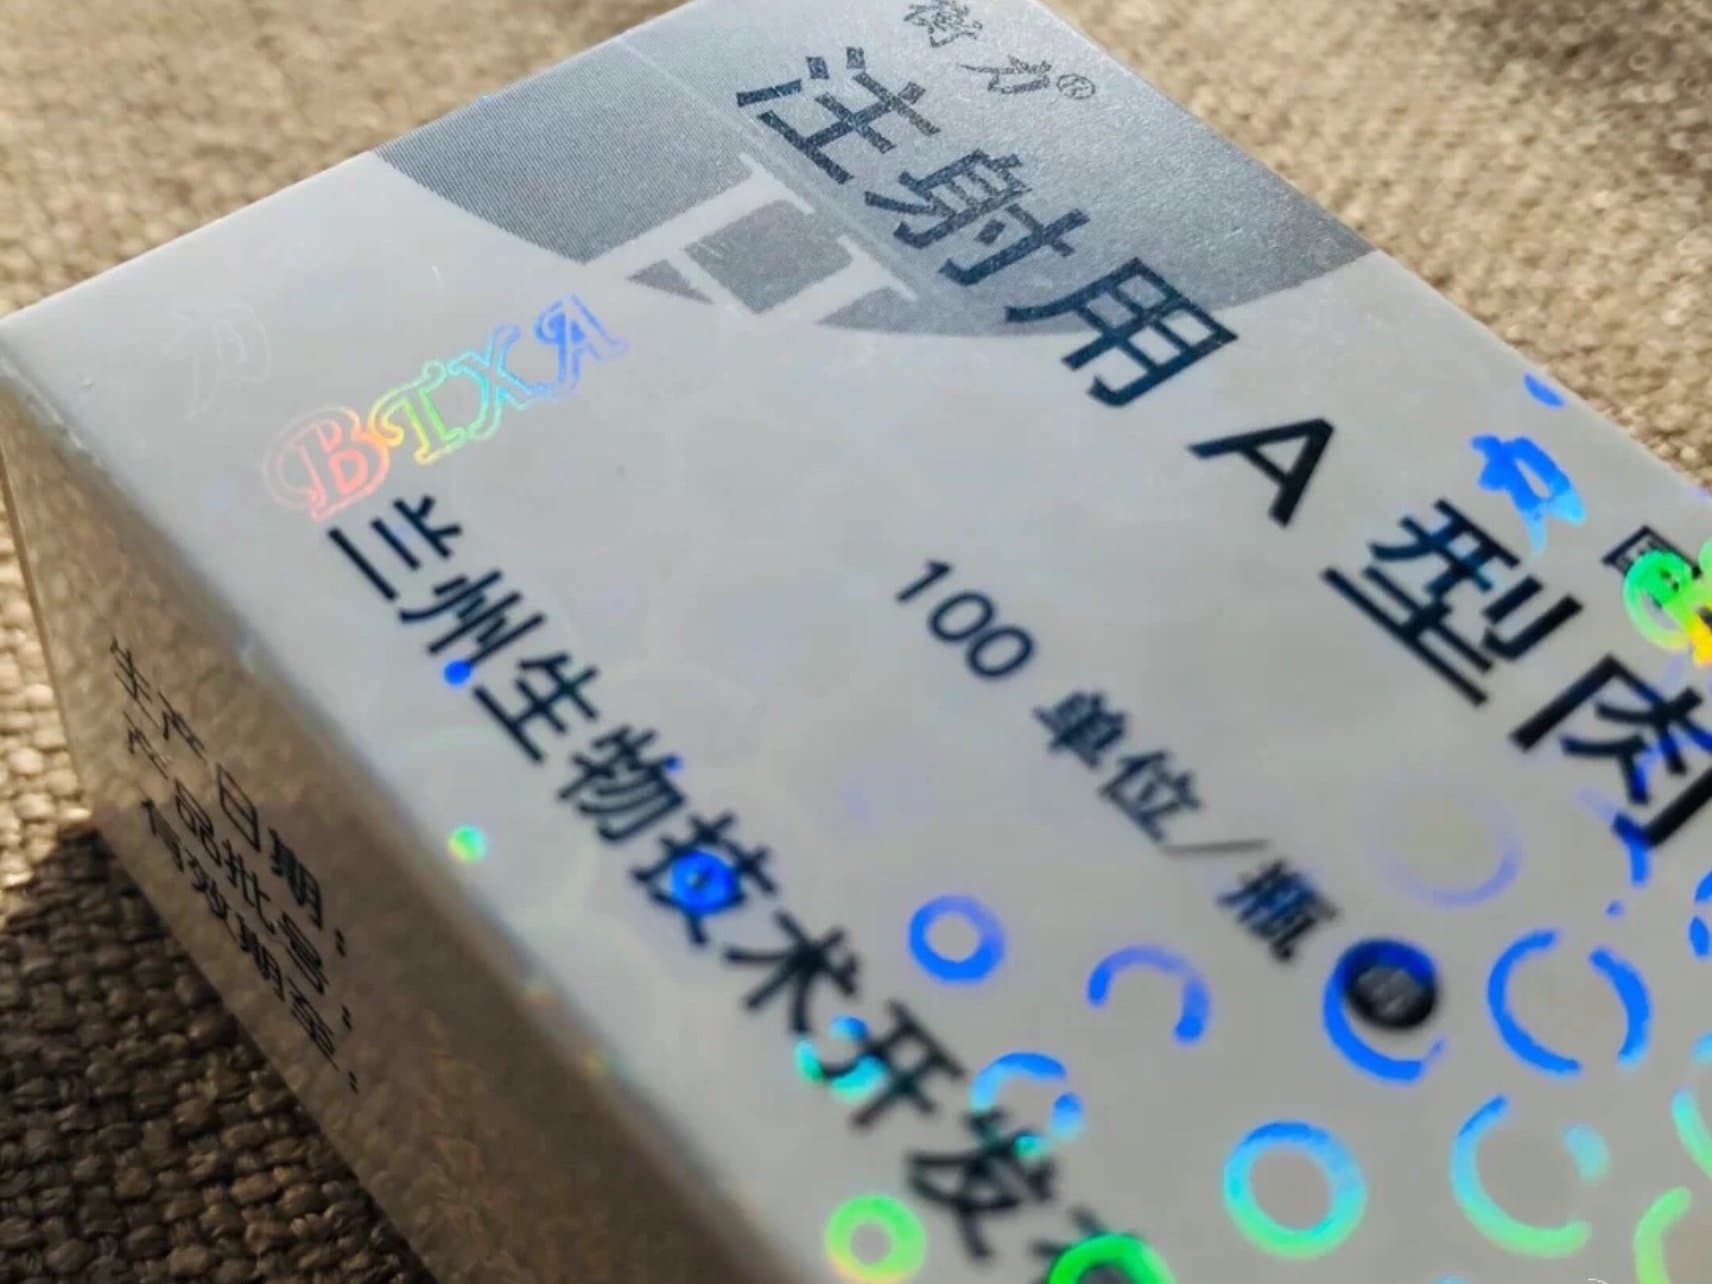 衡力®
注射用 A 型肉
国
BTXA
100 单位/瓶
兰州生物技术开发
生产日期：
产品批号：
有效期至：